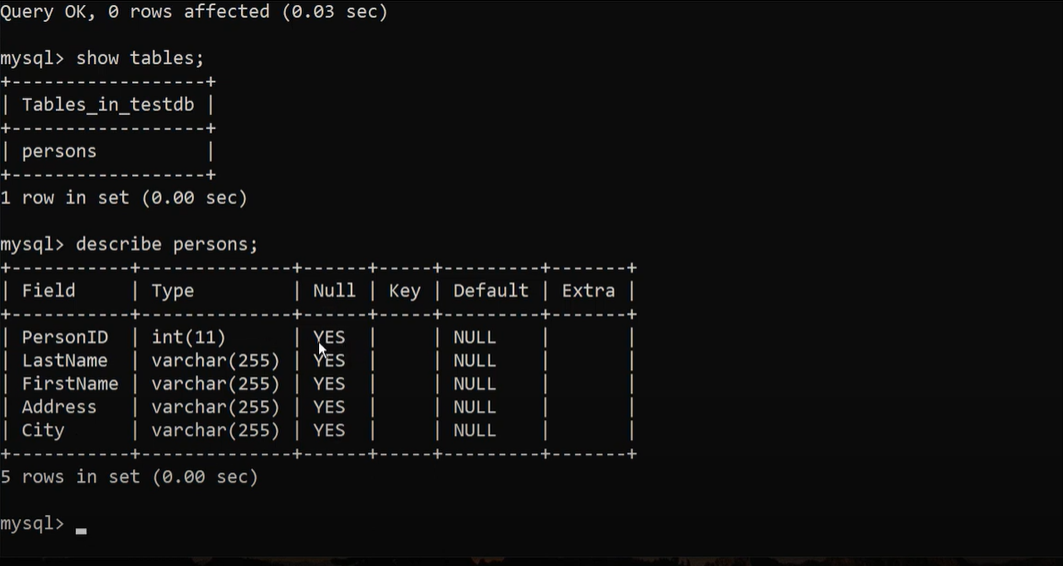 Query OK, 0 rows affected (0.03 sec)
mysql> show tables;
+------------------+
| Tables_in_testdb |
+------------------+
| persons          |
+------------------+
1 row in set (0.00 sec)
mysql> describe persons;
+-----------+--------------+------+-----+---------+-------+
| Field     | Type         | Null | Key | Default | Extra |
+-----------+--------------+------+-----+---------+-------+
| PersonID  | int(11)      | YES  |     | NULL    |       |
| LastName  | varchar(255) | YES  |     | NULL    |       |
| FirstName | varchar(255) | YES  |     | NULL    |       |
| Address   | varchar(255) | YES  |     | NULL    |       |
| City      | varchar(255) | YES  |     | NULL    |       |
+-----------+--------------+------+-----+---------+-------+
5 rows in set (0.00 sec)
mysql> _